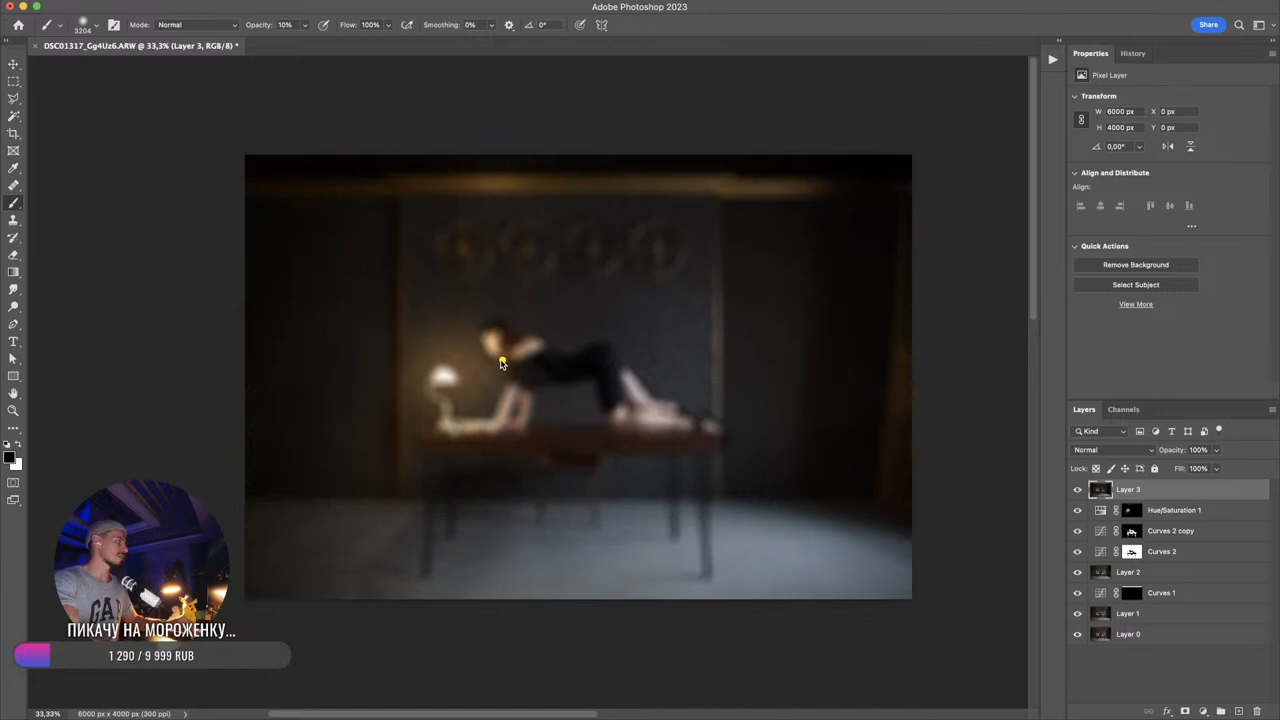 Adobe Photoshop 2023
3204
Mode: Normal
Opacity: 10%
Flow: 100%
Smoothing: 0%
0°
Share
DSC01317_Gg4Uz6.ARW @ 33,3% (Layer 3, RGB/8) *
Properties
History
Pixel Layer
Transform
W 6000 px X 0 px
H 4000 px Y 0 px
0,00°
Align and Distribute
Align:
Quick Actions
Remove Background
Select Subject
View More
Layers
Channels
Kind
Normal
Opacity: 100%
Lock:
Fill: 100%
Layer 3
Hue/Saturation 1
Curves 2 copy
Curves 2
Layer 2
Curves 1
Layer 1
Layer 0
GAP
ПИКАЧУ НА МОРОЖЕНКУ...
1 290 / 9 999 RUB
33,33%
6000 px x 4000 px (300 ppi)